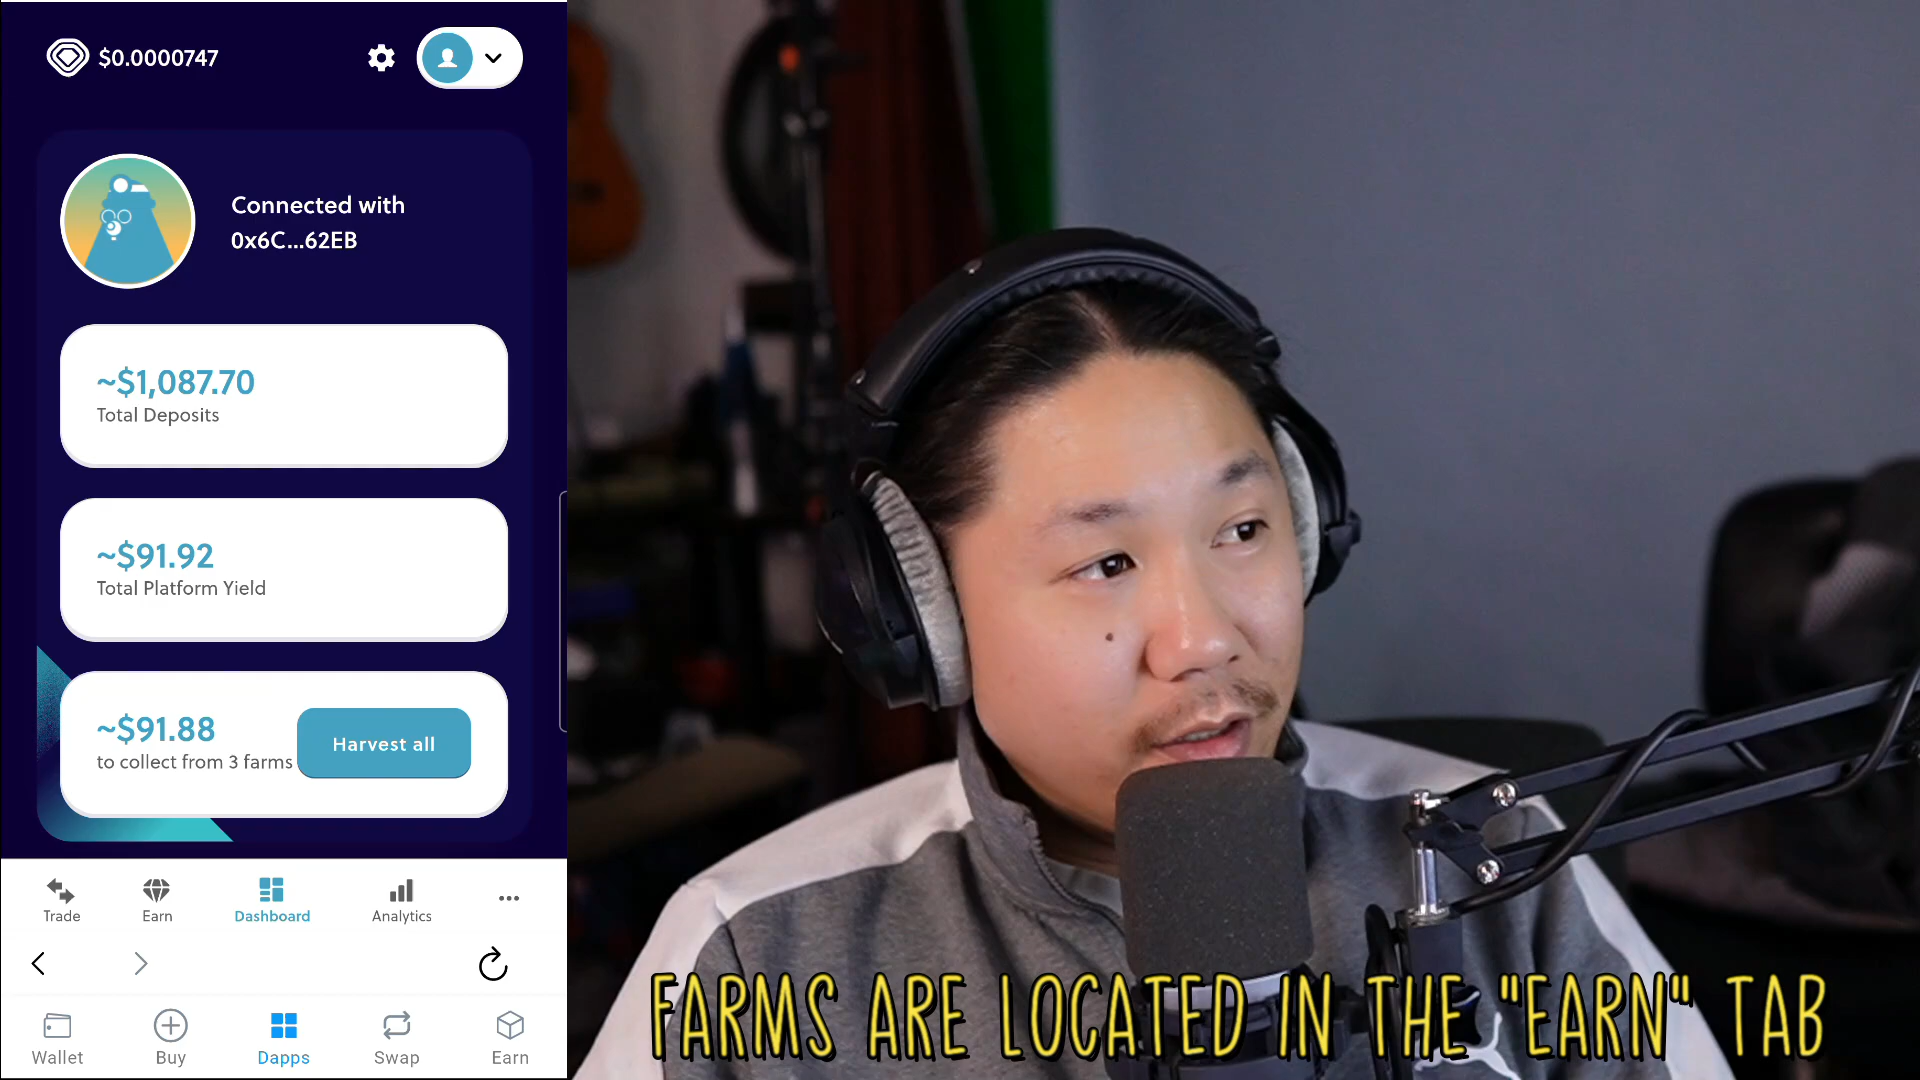 $0.0000747
Connected with
0x6C...62EB
~$1,087.70
Total Deposits
~$91.92
Total Platform Yield
~$91.88
to collect from 3 farms
Harvest all
Trade
Earn
Dashboard
Analytics
Wallet
Buy
Dapps
Swap
Earn
FARMS ARE LOCATED IN THE "EARN" TAB